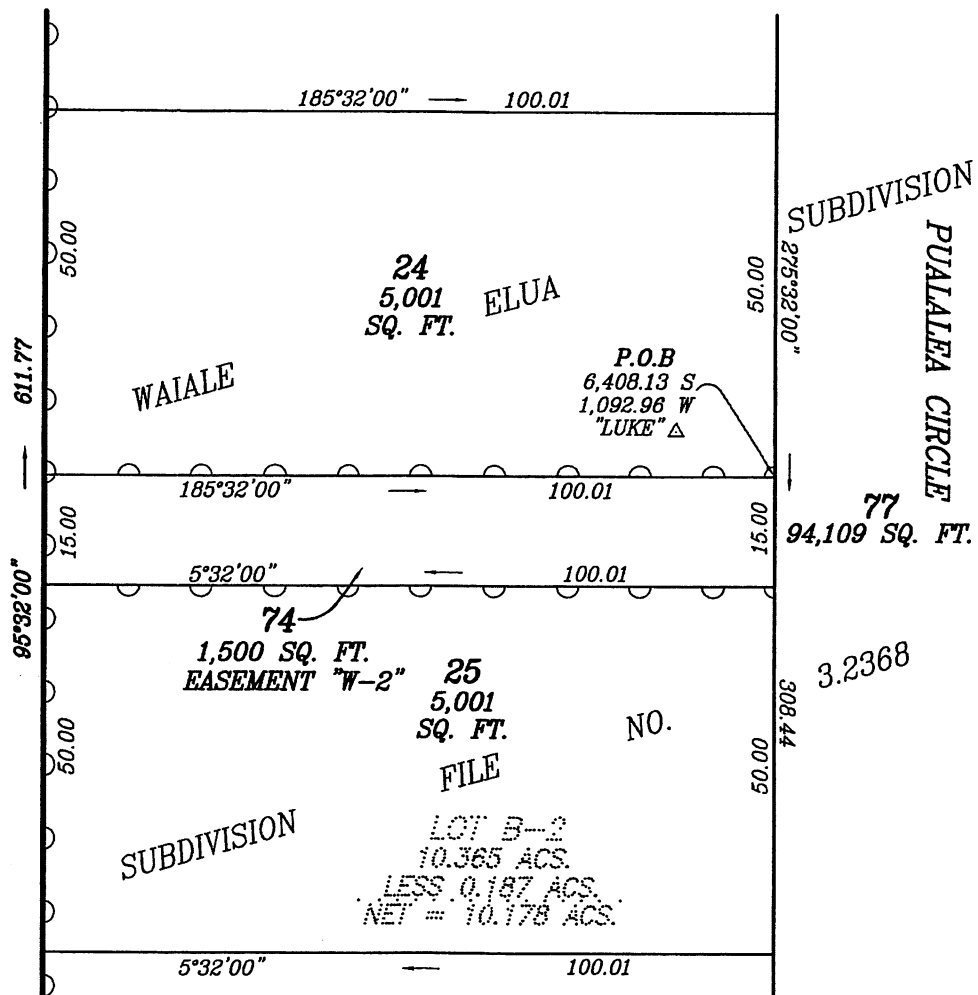 185°32'00" 100.01
SUBDIVISION
PUALALEA CIRCLE
50.00
24
5,001
SQ. FT.
ELUA
50.00
275°32'00"
WAIALE
P.O.B
6,408.13 S
1,092.96 W
"LUKE"
611.77
185°32'00" 100.01
15.00
15.00
77
94,109 SQ. FT.
5°32'00" 100.01
95°32'00"
74
1,500 SQ. FT.
EASEMENT "W-2"
25
5,001
SQ. FT.
50.00
NO.
3.2368
308.44
50.00
FILE
SUBDIVISION
LOT B-2
10.365 ACS.
LESS 0.187 ACS.
NET = 10.178 ACS.
5°32'00" 100.01